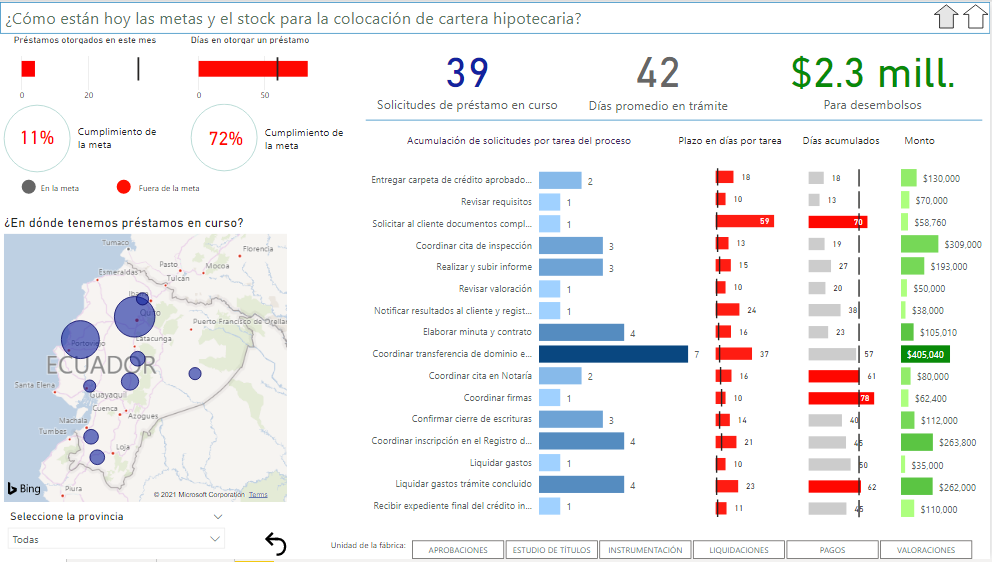 ¿Cómo están hoy las metas y el stock para la colocación de cartera hipotecaria?
Préstamos otorgados en este mes
Días en otorgar un préstamo
0 20
0 50
11% Cumplimiento de la meta
72% Cumplimiento de la meta
En la meta
Fuera de la meta
39
Solicitudes de préstamo en curso
42
Días promedio en trámite
$2.3 mill.
Para desembolsos
¿En dónde tenemos préstamos en curso?
Tumaco
Florencia
Pasto
Mocoa
Esmeraldas
Tulcan
Quito
Puerto Francisco de Orellan
Latacunga
Portoviejo
ECUADOR
Santa Elena
Guayaquil
Cuenca
Azogues
Machala
Tumbes
Loja
Piura
Bing
© 2021 Microsoft Corporation Terms
Seleccione la provincia
Todas
Acumulación de solicitudes por tarea del proceso Plazo en días por tarea Días acumulados Monto
Entregar carpeta de crédito aprobado... 2 18 18 $130,000
Revisar requisitos 1 10 13 $70,000
Solicitar al cliente documentos compl... 1 59 70 $58,760
Coordinar cita de inspección 3 13 19 $309,000
Realizar y subir informe 3 15 27 $193,000
Revisar valoración 1 10 20 $50,000
Notificar resultados al cliente y regist... 1 24 38 $38,000
Elaborar minuta y contrato 4 16 23 $105,010
Coordinar transferencia de dominio e... 7 37 57 $405,040
Coordinar cita en Notaría 2 16 61 $80,000
Coordinar firmas 1 10 78 $62,400
Confirmar cierre de escrituras 3 14 40 $112,000
Coordinar inscripción en el Registro d... 4 21 45 $263,800
Liquidar gastos 1 10 50 $35,000
Liquidar gastos trámite concluido 4 23 62 $262,000
Recibir expediente final del crédito in... 1 11 45 $110,000
Unidad de la fabrica:
APROBACIONES
ESTUDIO DE TÍTULOS
INSTRUMENTACIÓN
LIQUIDACIONES
PAGOS
VALORACIONES